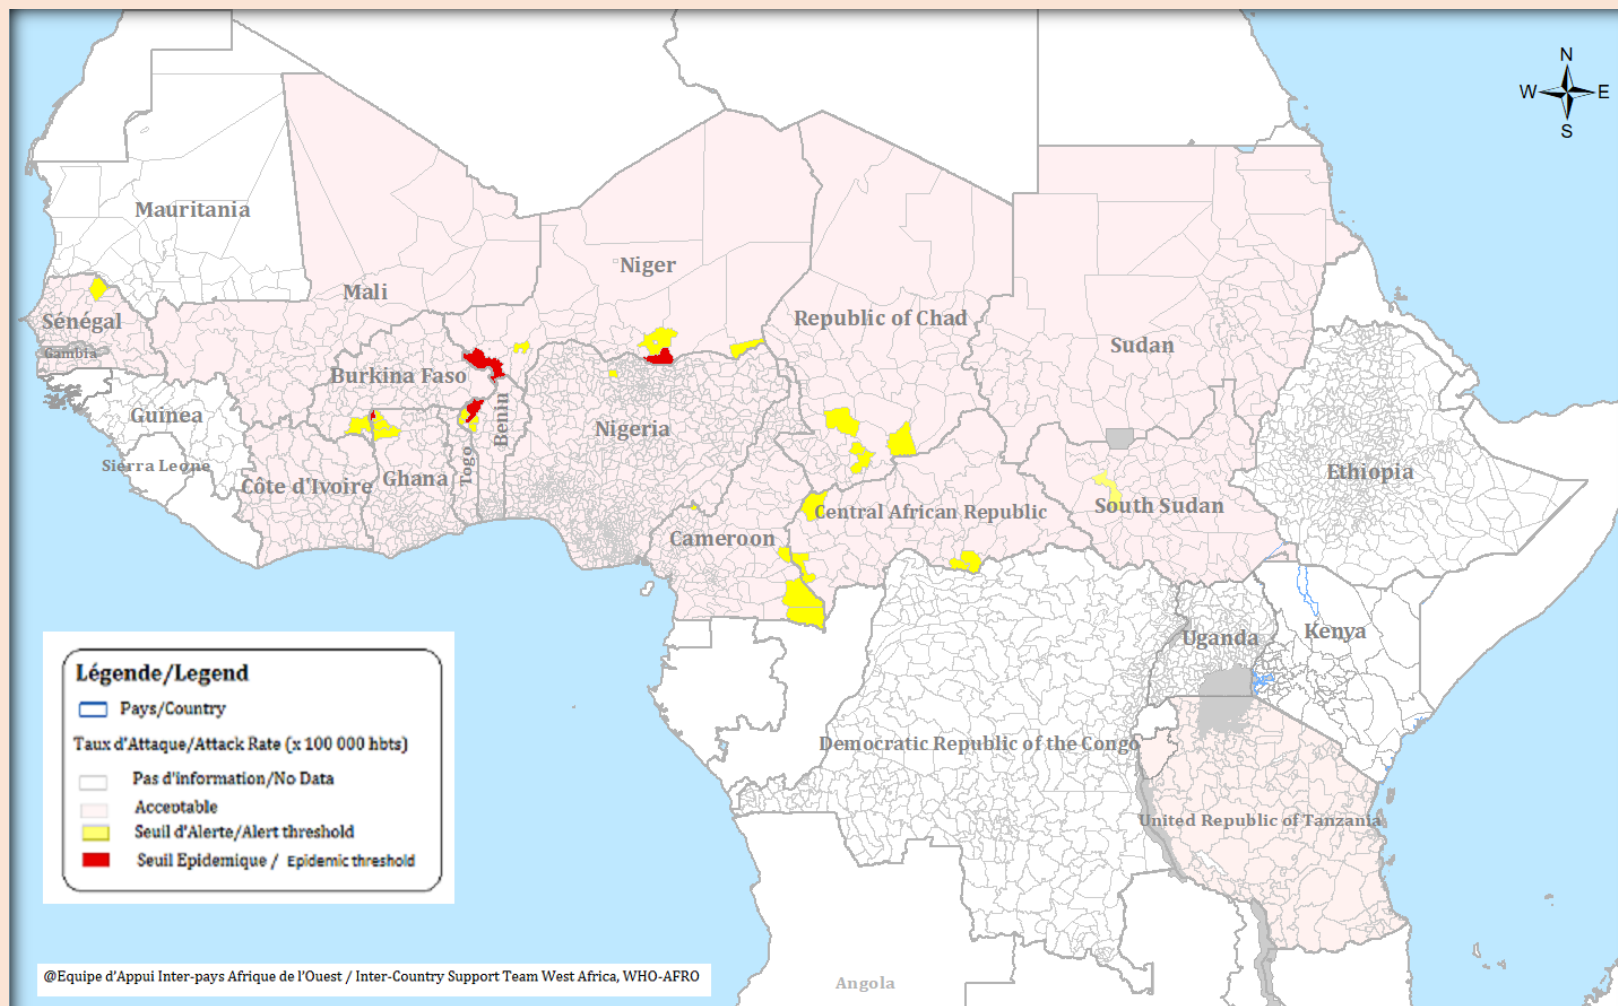 N
W E
S
Mauritania
Niger
Mali
Republic of Chad
Sénégal
Sudan
Gambia
Burkina Faso
Guinea
Benin
Nigeria
Sierra Leone
Togo
Ghana
Côte d'Ivoire
Ethiopia
South Sudan
Central African Republic
Cameroon
Uganda
Kenya
Democratic Republic of the Congo
United Republic of Tanzania
Angola
Légende/Legend
Pays/Country
Taux d'Attaque/Attack Rate (x 100 000 hbts)
Pas d'information/No Data
Acceptable
Seuil d'Alerte/Alert threshold
Seuil Epidemique / Epidemic threshold
@Equipe d'Appui Inter-pays Afrique de l'Ouest / Inter-Country Support Team West Africa, WHO-AFRO